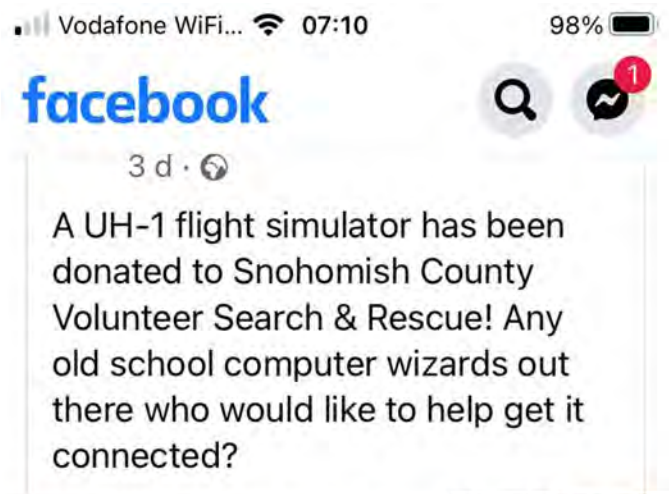 Vodafone WiFi... 07:10 98%
facebook 1
3 d ·
A UH-1 flight simulator has been
donated to Snohomish County
Volunteer Search & Rescue! Any
old school computer wizards out
there who would like to help get it
connected?